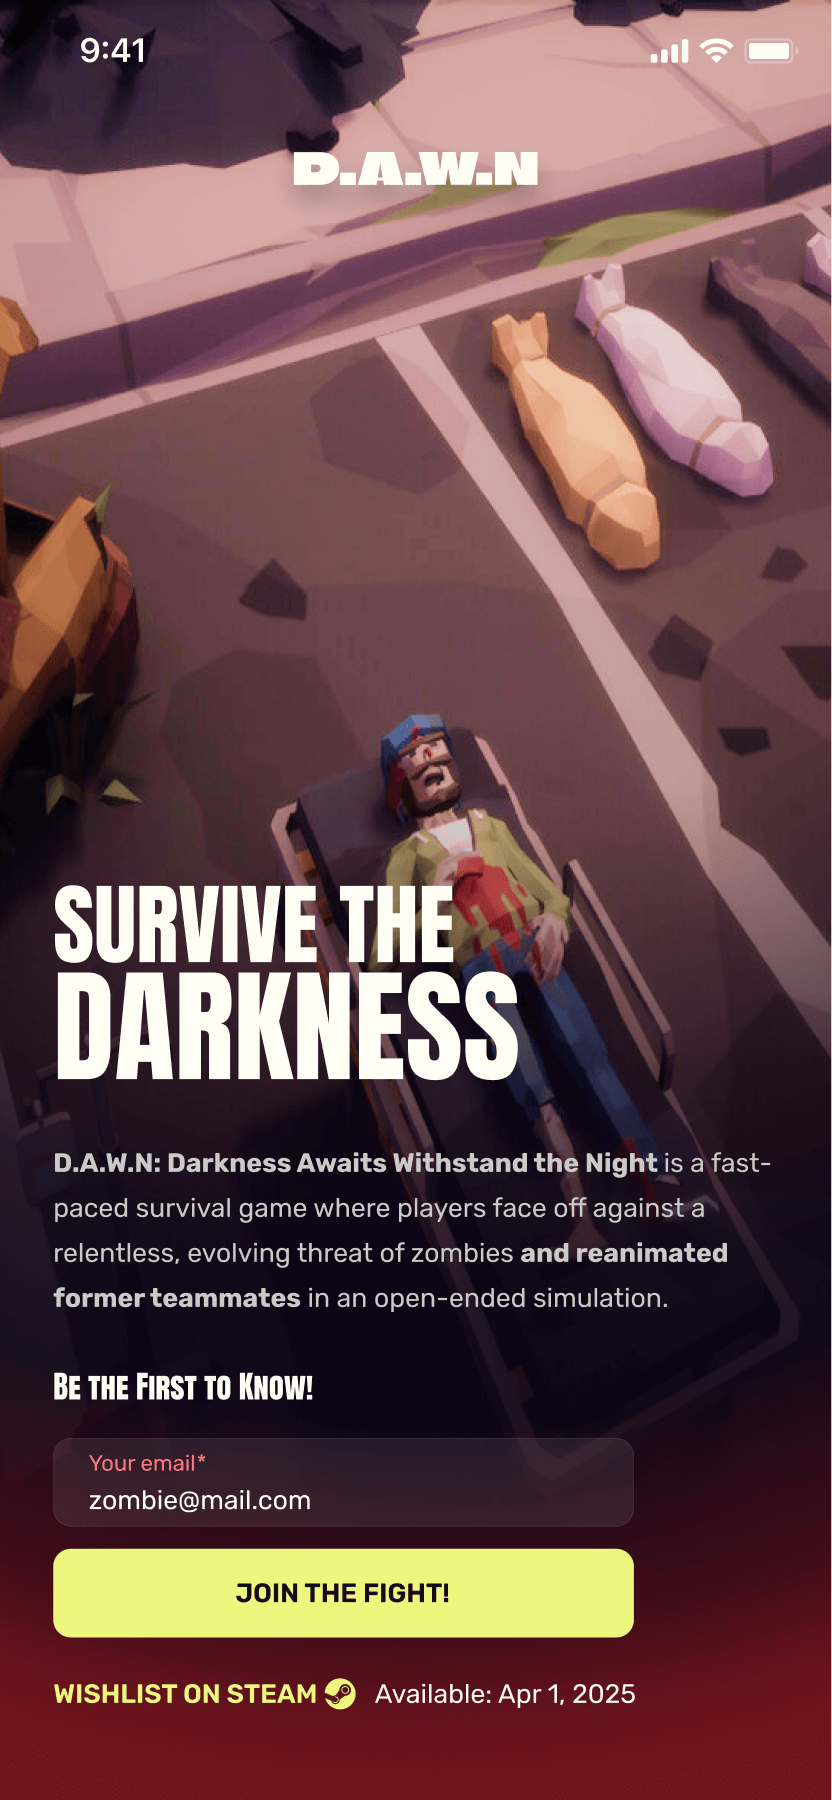 9:41
D.A.W.N
SURVIVE THE
DARKNESS
D.A.W.N: Darkness Awaits Withstand the Night is a fast-
paced survival game where players face off against a
relentless, evolving threat of zombies and reanimated
former teammates in an open-ended simulation.
Be the First to Know!
Your email*
zombie@mail.com
JOIN THE FIGHT!
WISHLIST ON STEAM Available: Apr 1, 2025